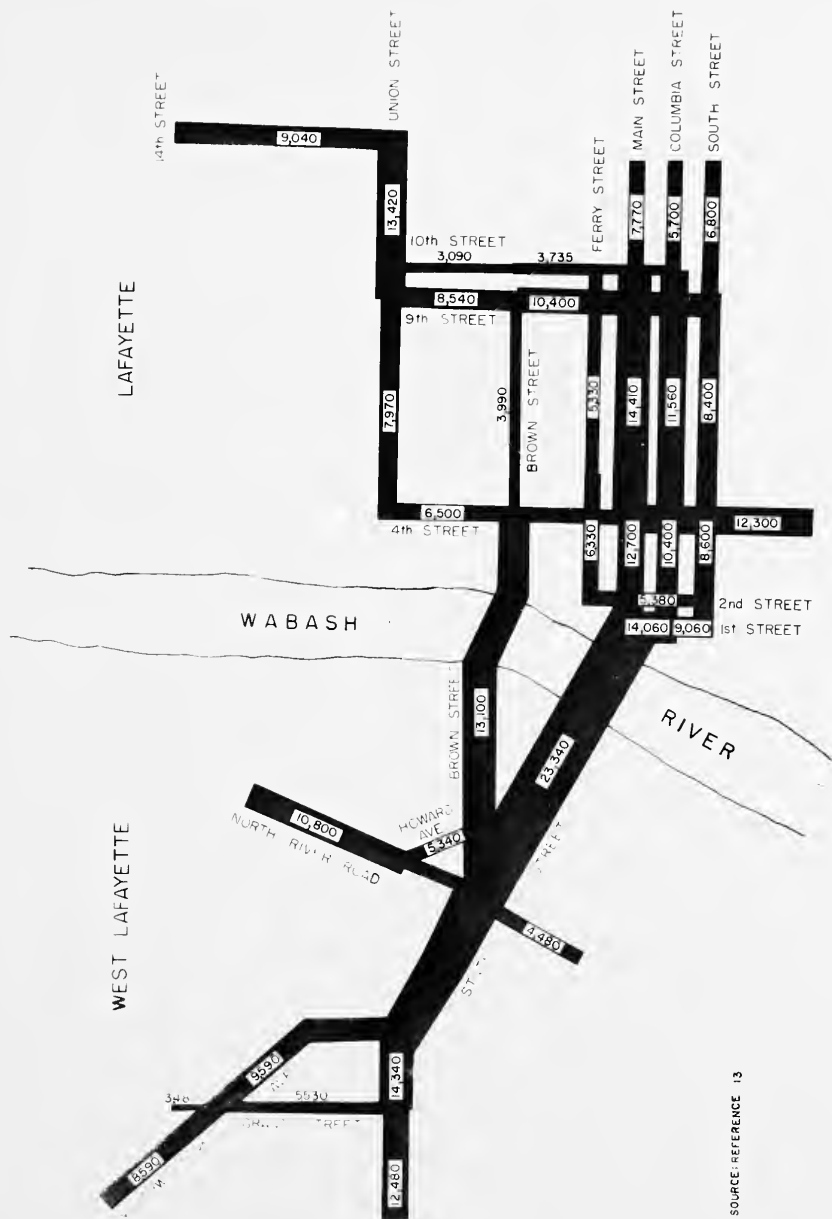 14th STREET
UNION STREET
9,040
13,420
10th STREET
3,090
3,735
FERRY STREET
MAIN STREET
COLUMBIA STREET
SOUTH STREET
7,770
5,700
6,800
LAFAYETTE
8,540
10,400
9th STREET
7,970
3,990
BROWN STREET
5330
14,410
11,560
8,400
6,500
4th STREET
12,300
6330
12,700
10,400
8,600
5,380
2nd STREET
14,060
9,060
1st STREET
WABASH
RIVER
BROWN STREET
13,100
23,340
STREET
WEST LAFAYETTE
10,800
NORTH RIVER ROAD
HOWARD
AVE
5340
4,480
9590
14,340
5530
STREET
8590
12,480
SOURCE: REFERENCE 13